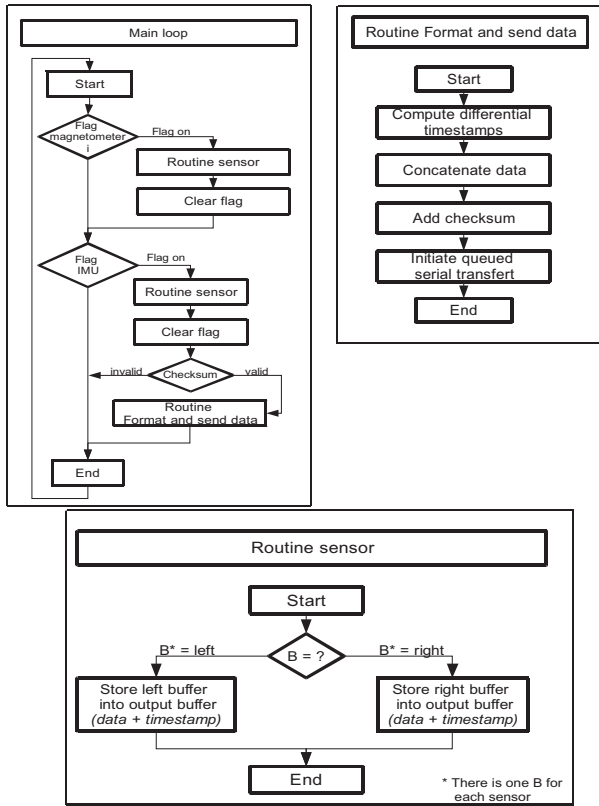 Main loop
Start
Flag
magnetometer
i
Flag on
Routine sensor
Clear flag
Flag
IMU
Flag on
Routine sensor
Clear flag
Checksum
invalid
valid
Routine
Format and send data
End
Routine Format and send data
Start
Compute differential
timestamps
Concatenate data
Add checksum
Initiate queued
serial transfert
End
Routine sensor
Start
B = ?
B* = left
B* = right
Store left buffer
into output buffer
(data + timestamp)
Store right buffer
into output buffer
(data + timestamp)
End
* There is one B for
each sensor